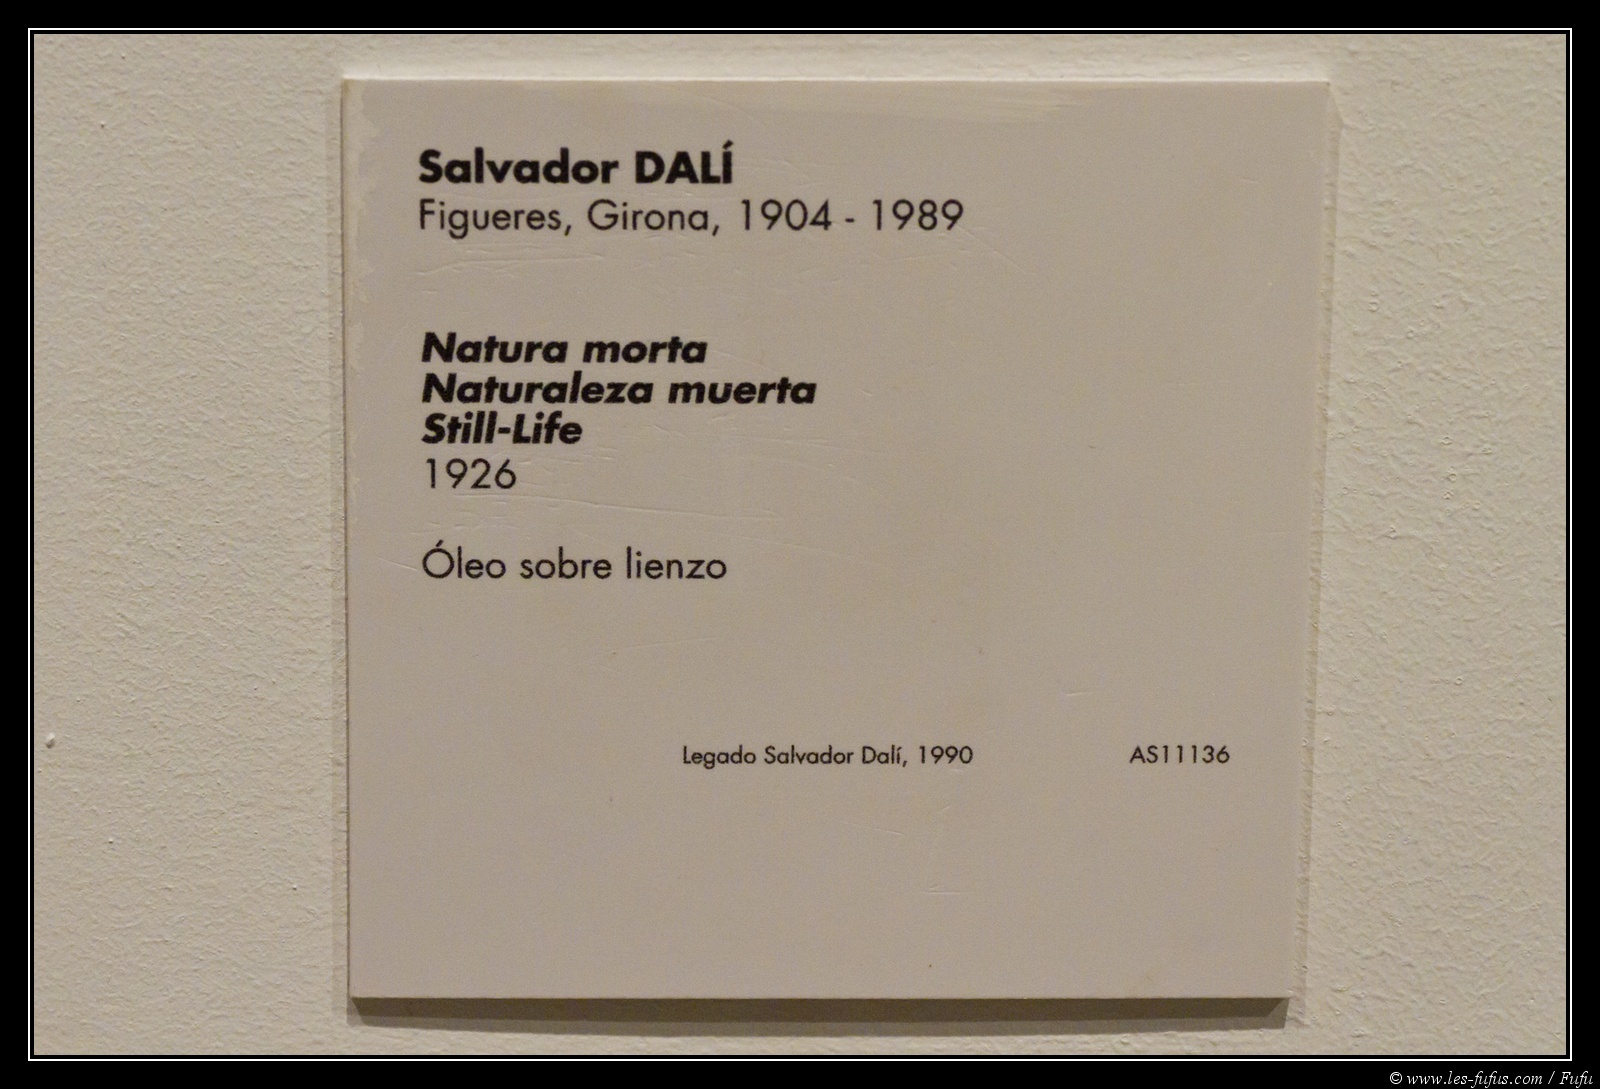 Salvador DALÍ
Figueres, Girona, 1904 - 1989
Natura morta
Naturaleza muerta
Still-Life
1926
Óleo sobre lienzo
Legado Salvador Dalí, 1990 AS11136
© www.les-fufus.com / Fufu